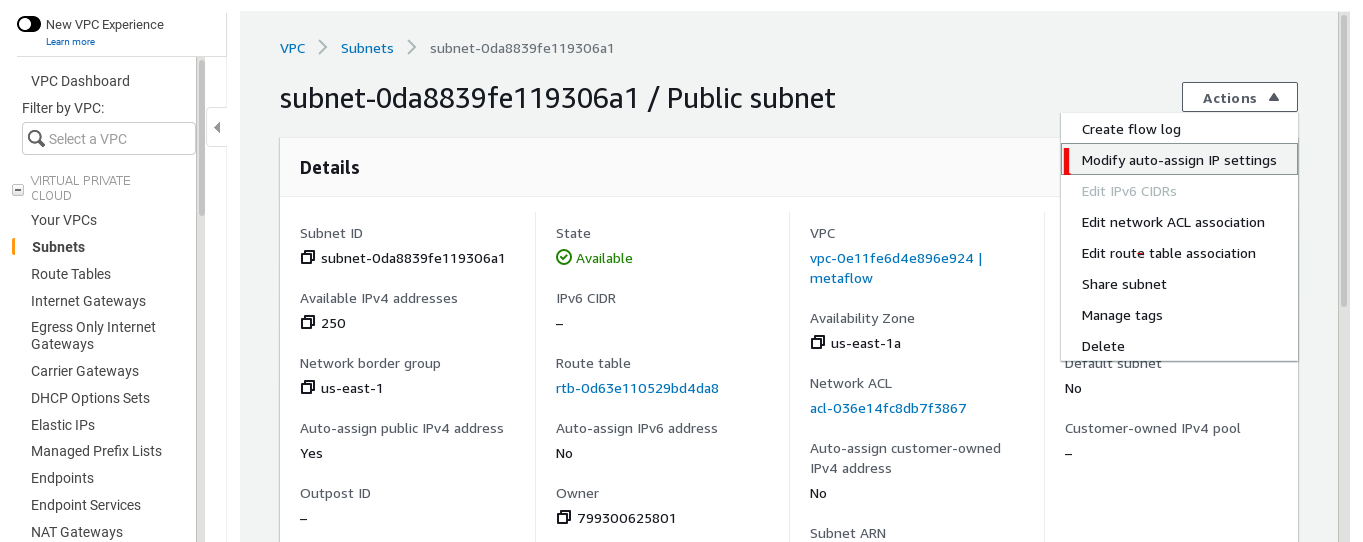 New VPC Experience
Learn more
VPC Dashboard
Filter by VPC:
Select a VPC
VIRTUAL PRIVATE
CLOUD
Your VPCs
Subnets
Route Tables
Internet Gateways
Egress Only Internet
Gateways
Carrier Gateways
DHCP Options Sets
Elastic IPs
Managed Prefix Lists
Endpoints
Endpoint Services
NAT Gateways
VPC
Subnets
subnet-0da8839fe119306a1
subnet-0da8839fe119306a1 / Public subnet
Actions
Create flow log
Modify auto-assign IP settings
Edit IPv6 CIDRs
Edit network ACL association
Edit route table association
Share subnet
Manage tags
Delete
Details
Subnet ID
subnet-0da8839fe119306a1
Available IPv4 addresses
250
Network border group
us-east-1
Auto-assign public IPv4 address
Yes
Outpost ID
–
State
Available
IPv6 CIDR
–
Route table
rtb-0d63e110529bd4da8
Auto-assign IPv6 address
No
Owner
799300625801
VPC
vpc-0e11fe6d4e896e924 |
metaflow
Availability Zone
us-east-1a
Network ACL
acl-036e14fc8db7f3867
Auto-assign customer-owned
IPv4 address
No
Subnet ARN
Default subnet
No
Customer-owned IPv4 pool
–